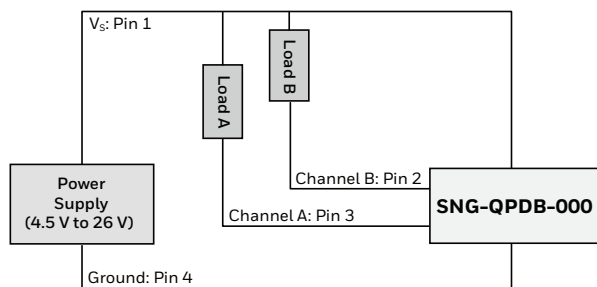 Vs: Pin 1
Load A
Load B
Channel B: Pin 2
Power
Supply
(4.5 V to 26 V)
Channel A: Pin 3
SNG-QPDB-000
Ground: Pin 4